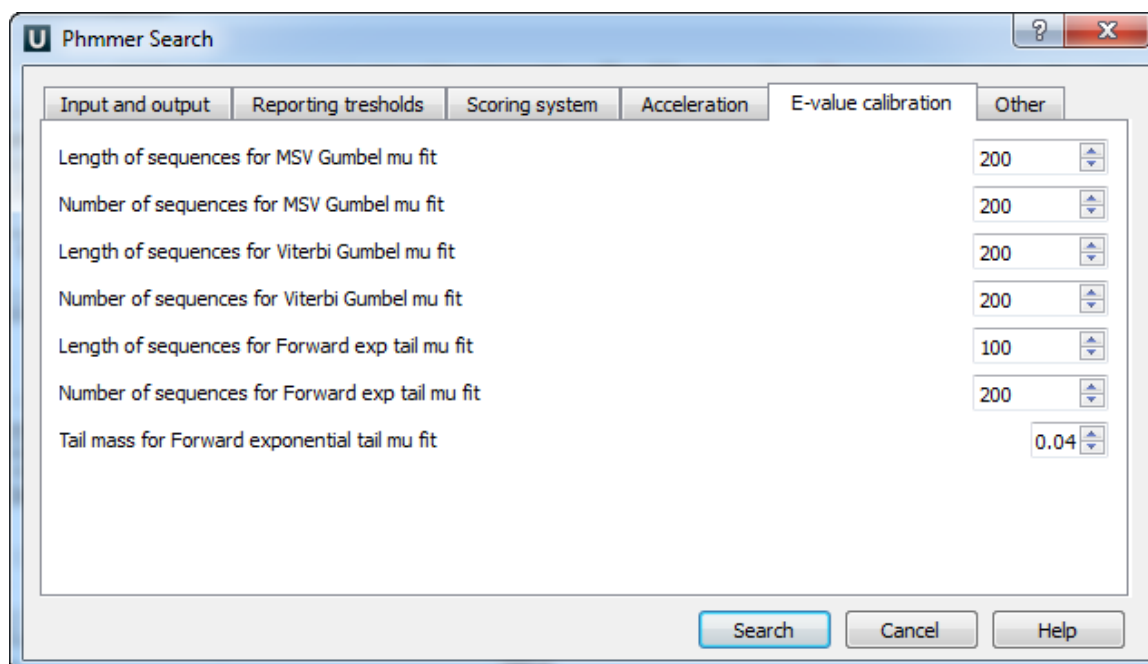 U Phmmer Search
Input and output Reporting tresholds Scoring system Acceleration E-value calibration Other
Length of sequences for MSV Gumbel mu fit 200
Number of sequences for MSV Gumbel mu fit 200
Length of sequences for Viterbi Gumbel mu fit 200
Number of sequences for Viterbi Gumbel mu fit 200
Length of sequences for Forward exp tail mu fit 100
Number of sequences for Forward exp tail mu fit 200
Tail mass for Forward exponential tail mu fit 0.04
Search Cancel Help